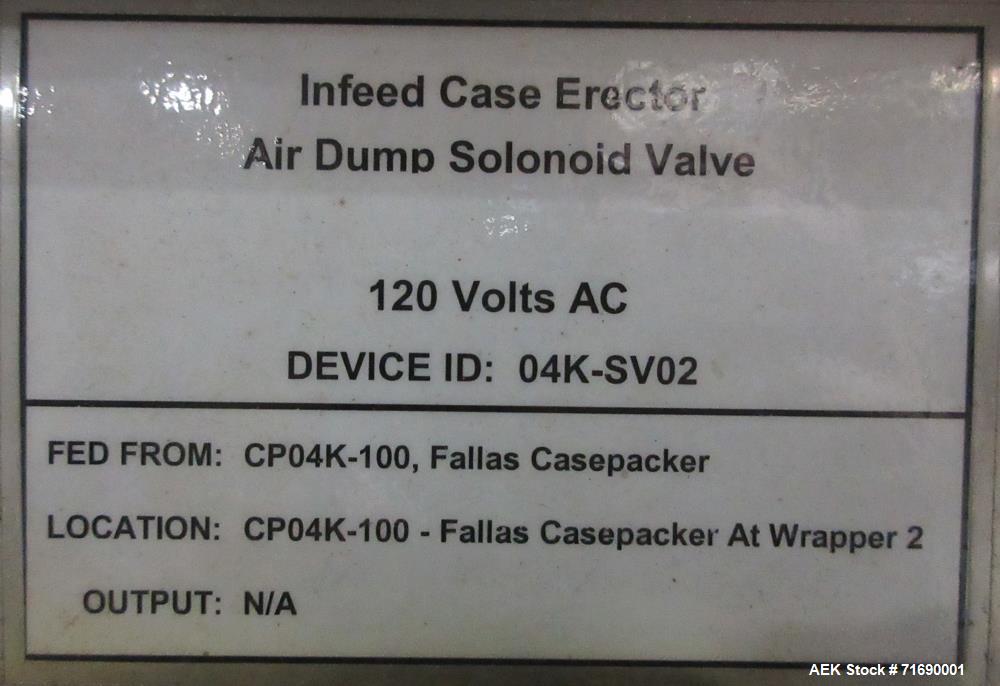 Infeed Case Erector
Air Dump Solonoid Valve
120 Volts AC
DEVICE ID: 04K-SV02
FED FROM: CP04K-100, Fallas Casepacker
LOCATION: CP04K-100 - Fallas Casepacker At Wrapper 2
OUTPUT: N/A
AEK Stock # 71690001